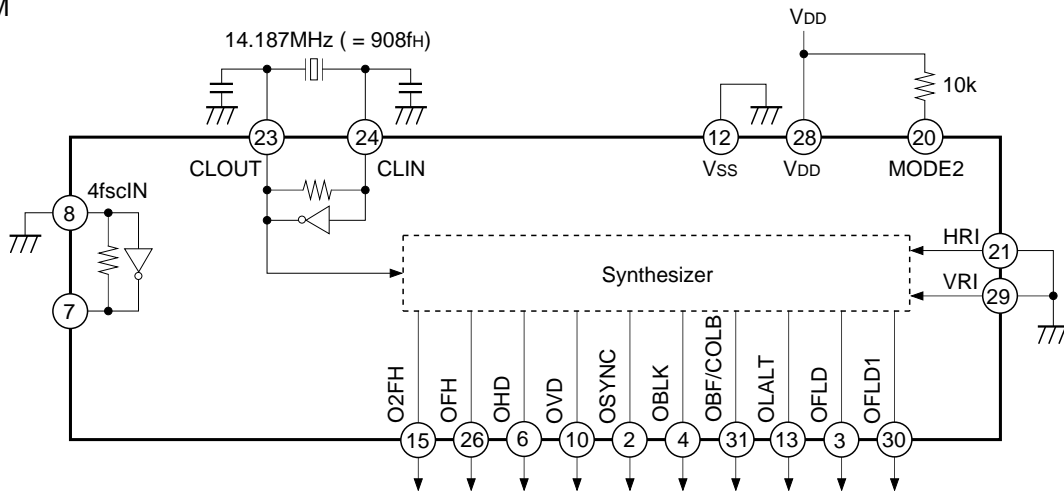 M
14.187MHz ( = 908fH)
VDD
10k
23
24
12
28
20
CLOUT
CLIN
VSS
VDD
MODE2
4fscIN
8
7
HRI
21
VRI
29
Synthesizer
O2FH
OFH
OHD
OVD
OSYNC
OBLK
OBF/COLB
OLALT
OFLD
OFLD1
15
26
6
10
2
4
31
13
3
30